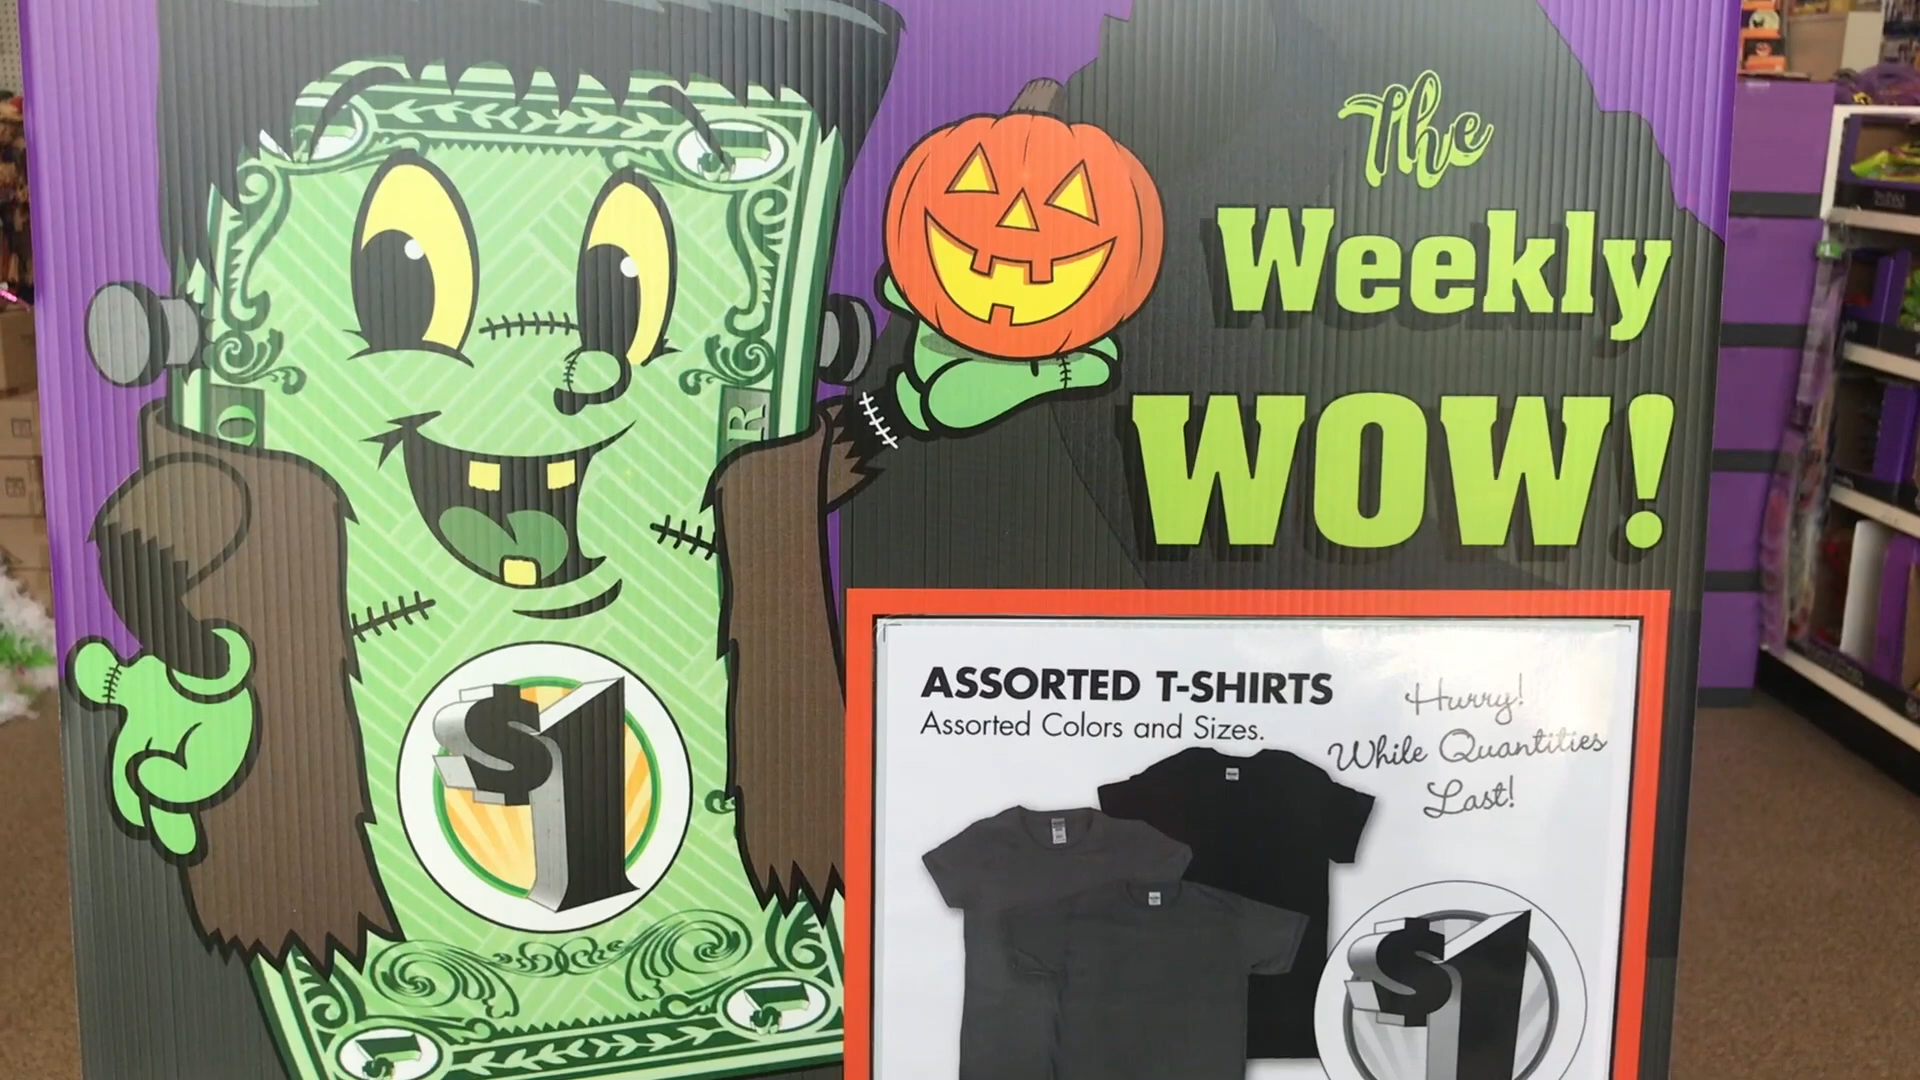 The
Weekly
WOW!
ASSORTED T-SHIRTS
Assorted Colors and Sizes.
Hurry!
While Quantities
Last!
$1
$1
R